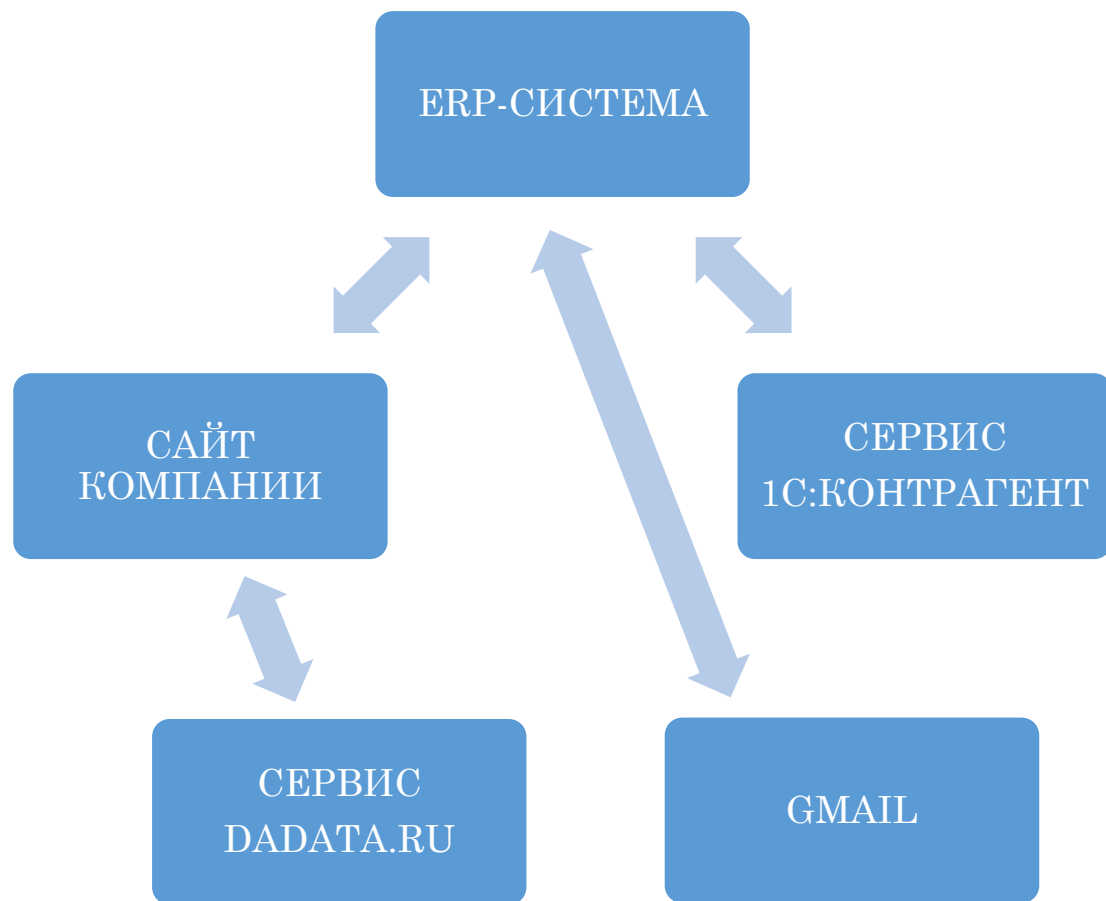 ERP-СИСТЕМА
САЙТ
КОМПАНИИ
СЕРВИС
1С:КОНТРАГЕНТ
СЕРВИС
DADATA.RU
GMAIL